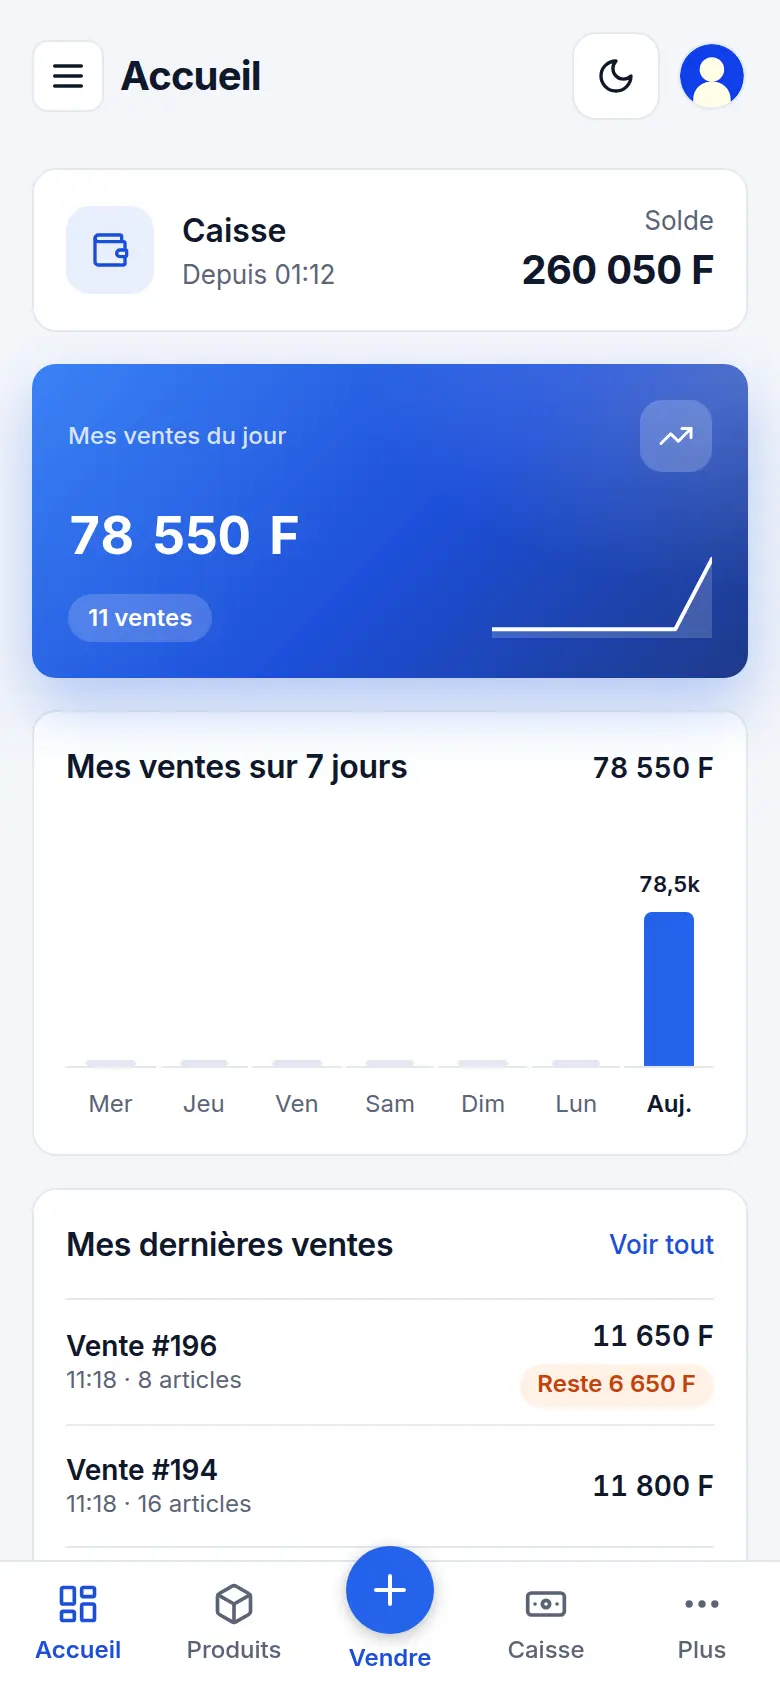 Accueil
Caisse
Depuis 01:12
Solde
260 050 F
Mes ventes du jour
78 550 F
11 ventes
Mes ventes sur 7 jours
78 550 F
78,5k
Mer Jeu Ven Sam Dim Lun Auj.
Mes dernières ventes
Voir tout
Vente #196
11:18 · 8 articles
11 650 F
Reste 6 650 F
Vente #194
11:18 · 16 articles
11 800 F
Accueil Produits Vendre Caisse Plus